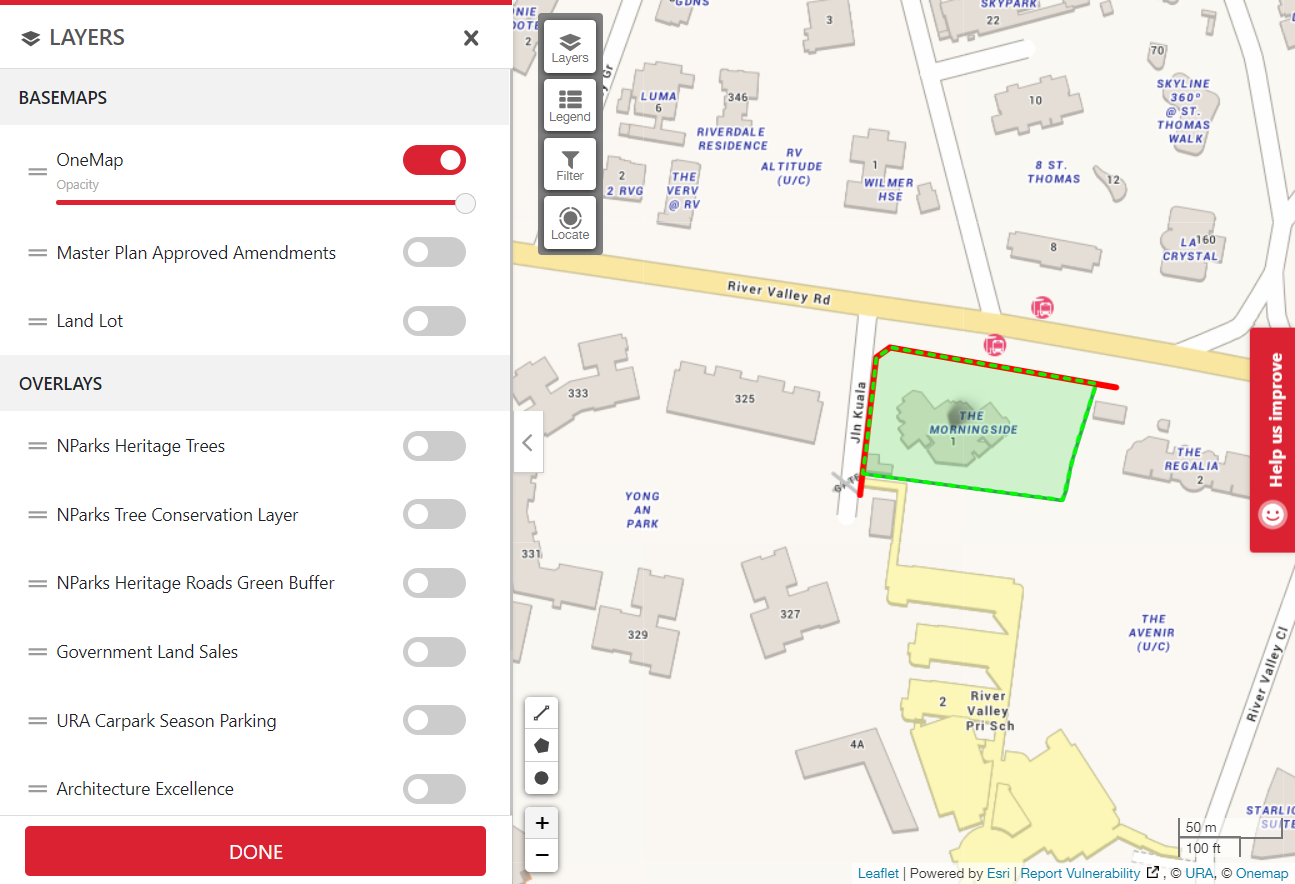 LAYERS
BASEMAPS
OneMap
Opacity
Master Plan Approved Amendments
Land Lot
OVERLAYS
NParks Heritage Trees
NParks Tree Conservation Layer
NParks Heritage Roads Green Buffer
Government Land Sales
URA Carpark Season Parking
Architecture Excellence
DONE
Layers
Legend
Filter
Locate
3
SKYPARK
22
70
LUMA
6
346
RIVERDALE
RESIDENCE
RV
ALTITUDE
(U/C)
10
SKYLINE
360°
@ ST.
THOMAS
WALK
2
2 RVG
THE
VERV
@ RV
1
WILMER
HSE
8 ST.
THOMAS
12
8
LA
CRYSTAL
160
River Valley Rd
333
325
Jln Kuala
THE
MORNINGSIDE
1
THE
REGALIA
2
Help us improve
YONG
AN
PARK
331
329
327
THE
AVENIR
(U/C)
River Valley Cl
2
River
Valley
Pri Sch
4A
STARLIG
SUITE
+
−
50 m
100 ft
Leaflet | Powered by Esri | Report Vulnerability , © URA, © Onemap